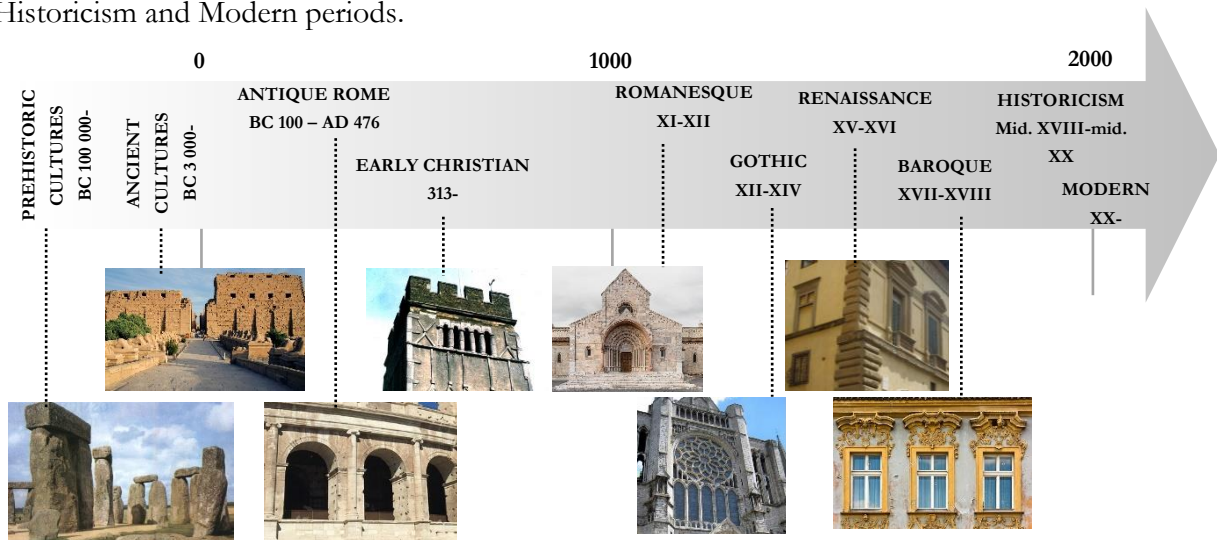 Historicism and Modern periods.
0
1000
2000
PREHISTORIC
CULTURES
BC 100 000-
ANCIENT
CULTURES
BC 3 000-
ANTIQUE ROME
BC 100 – AD 476
EARLY CHRISTIAN
313-
ROMANESQUE
XI-XII
GOTHIC
XII-XIV
RENAISSANCE
XV-XVI
BAROQUE
XVII-XVIII
HISTORICISM
Mid. XVIII-mid.
XX
MODERN
XX-